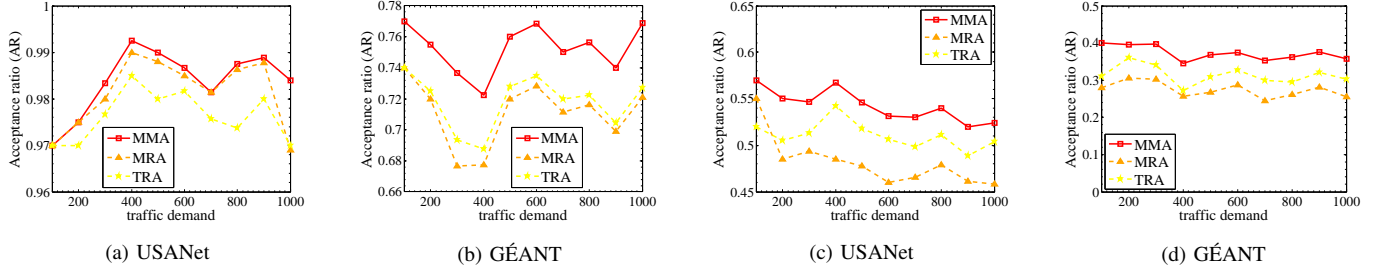 Acceptance ratio (AR)
1
0.99
0.98
0.97
0.96
200 400 600 800 1000
traffic demand
MMA
MRA
TRA
(a) USANet
Acceptance ratio (AR)
0.78
0.76
0.74
0.72
0.7
0.68
0.66
200 400 600 800 1000
traffic demand
MMA
MRA
TRA
(b) GÉANT
Acceptance ratio (AR)
0.65
0.6
0.55
0.5
0.45
200 400 600 800 1000
traffic demand
MMA
MRA
TRA
(c) USANet
Acceptance ratio (AR)
0.5
0.4
0.3
0.2
0.1
0
200 400 600 800 1000
traffic demand
MMA
MRA
TRA
(d) GÉANT